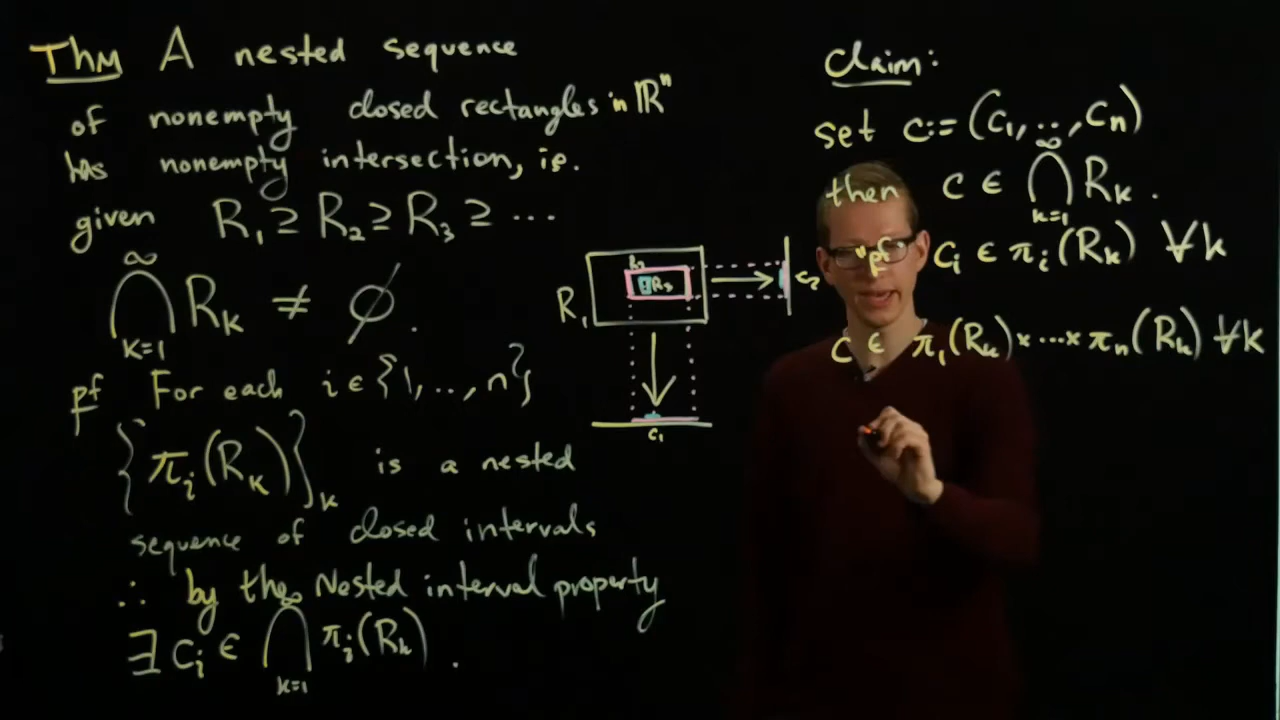 Thm A nested sequence
of nonempty closed rectangles in ℝⁿ
has nonempty intersection, i.e.
given R₁ ⊇ R₂ ⊇ R₃ ⊇ ⋯
∞
⋂ Rₖ ≠ ∅.
k=1
pf For each i ∈ {1, .., n}
{πᵢ(Rₖ)}ₖ is a nested
sequence of closed intervals
∴ by the Nested interval property
∞
∃ cᵢ ∈ ⋂ πᵢ(Rₖ).
k=1
R₁
R₂
R₃
c₂
c₁
Claim:
set c := (c₁, .., cₙ)
∞
then c ∈ ⋂ Rₖ.
k=1
"pf" cᵢ ∈ πᵢ(Rₖ) ∀k
c ∈ π₁(Rₖ) × ⋯ × πₙ(Rₖ) ∀k